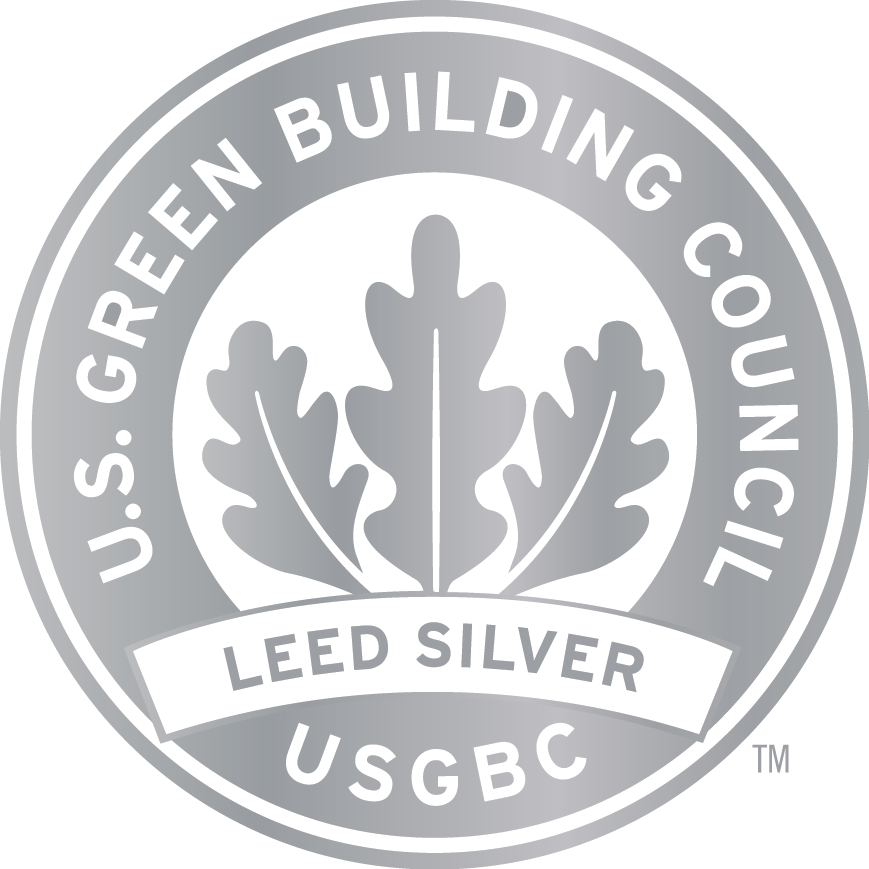 U.S. GREEN BUILDING COUNCIL
LEED SILVER
USGBC
TM